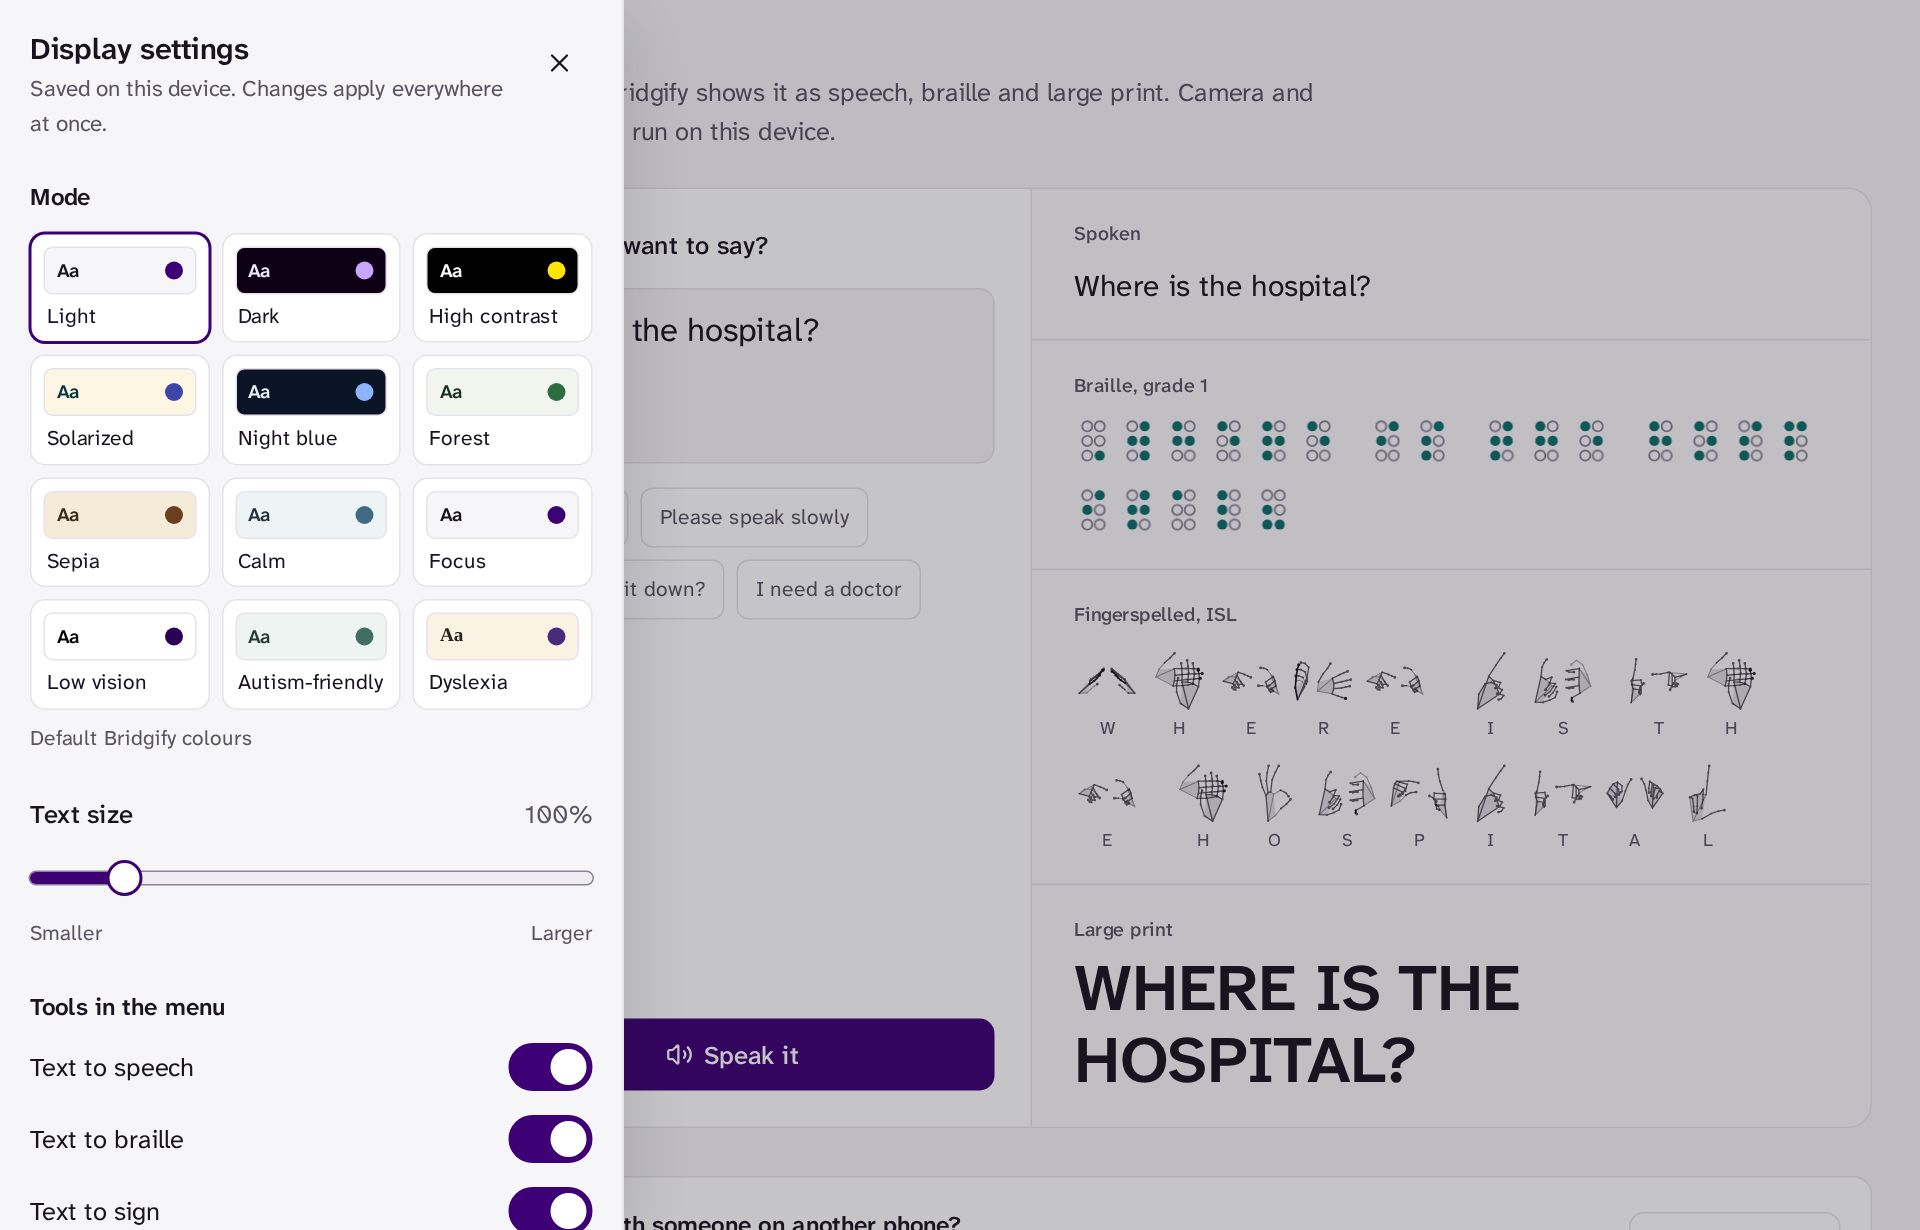 Display settings
Saved on this device. Changes apply everywhere
at once.
Mode
Aa
Light
Aa
Dark
Aa
High contrast
Aa
Solarized
Aa
Night blue
Aa
Forest
Aa
Sepia
Aa
Calm
Aa
Focus
Aa
Low vision
Aa
Autism-friendly
Aa
Dyslexia
Default Bridgify colours
Text size
100%
Smaller
Larger
Tools in the menu
Text to speech
Text to braille
Text to sign
shows it as speech, braille and large print. Camera and
run on this device.
want to say?
the hospital?
Please speak slowly
it down?
I need a doctor
Speak it
Spoken
Where is the hospital?
Braille, grade 1
⠠⠺⠓⠑⠗⠑ ⠊⠎ ⠞⠓⠑ ⠓⠕⠎⠏
⠊⠞⠁⠇⠦
Fingerspelled, ISL
W H E R E I S T H
E H O S P I T A L
Large print
WHERE IS THE
HOSPITAL?
someone on another phone?